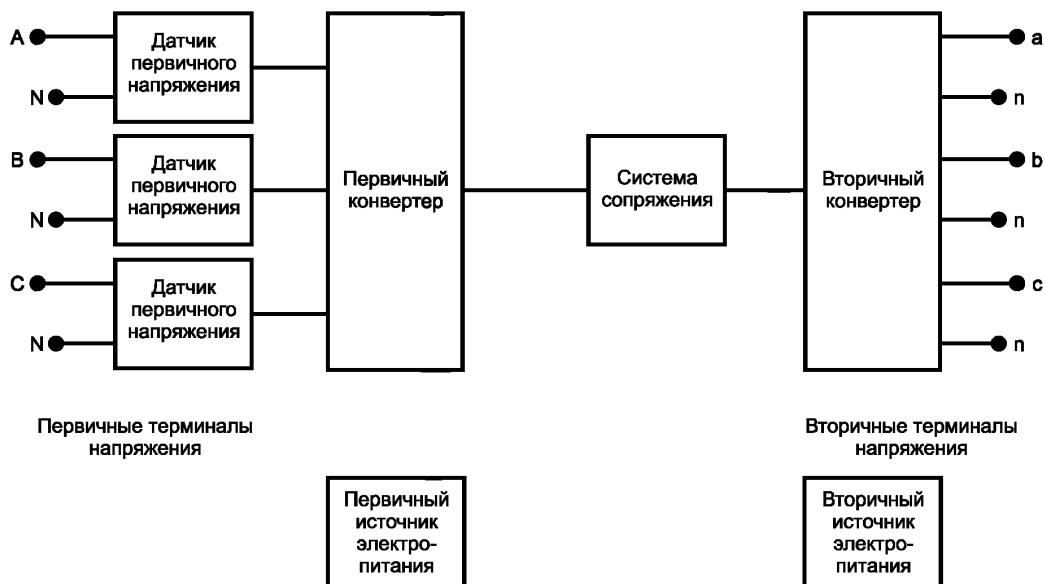 A
N
Датчик
первичного
напряжения
B
N
Датчик
первичного
напряжения
C
N
Датчик
первичного
напряжения
Первичный
конвертер
Система
сопряжения
Вторичный
конвертер
a
n
b
n
c
n
Первичные терминалы
напряжения
Вторичные терминалы
напряжения
Первичный
источник
электро-
питания
Вторичный
источник
электро-
питания